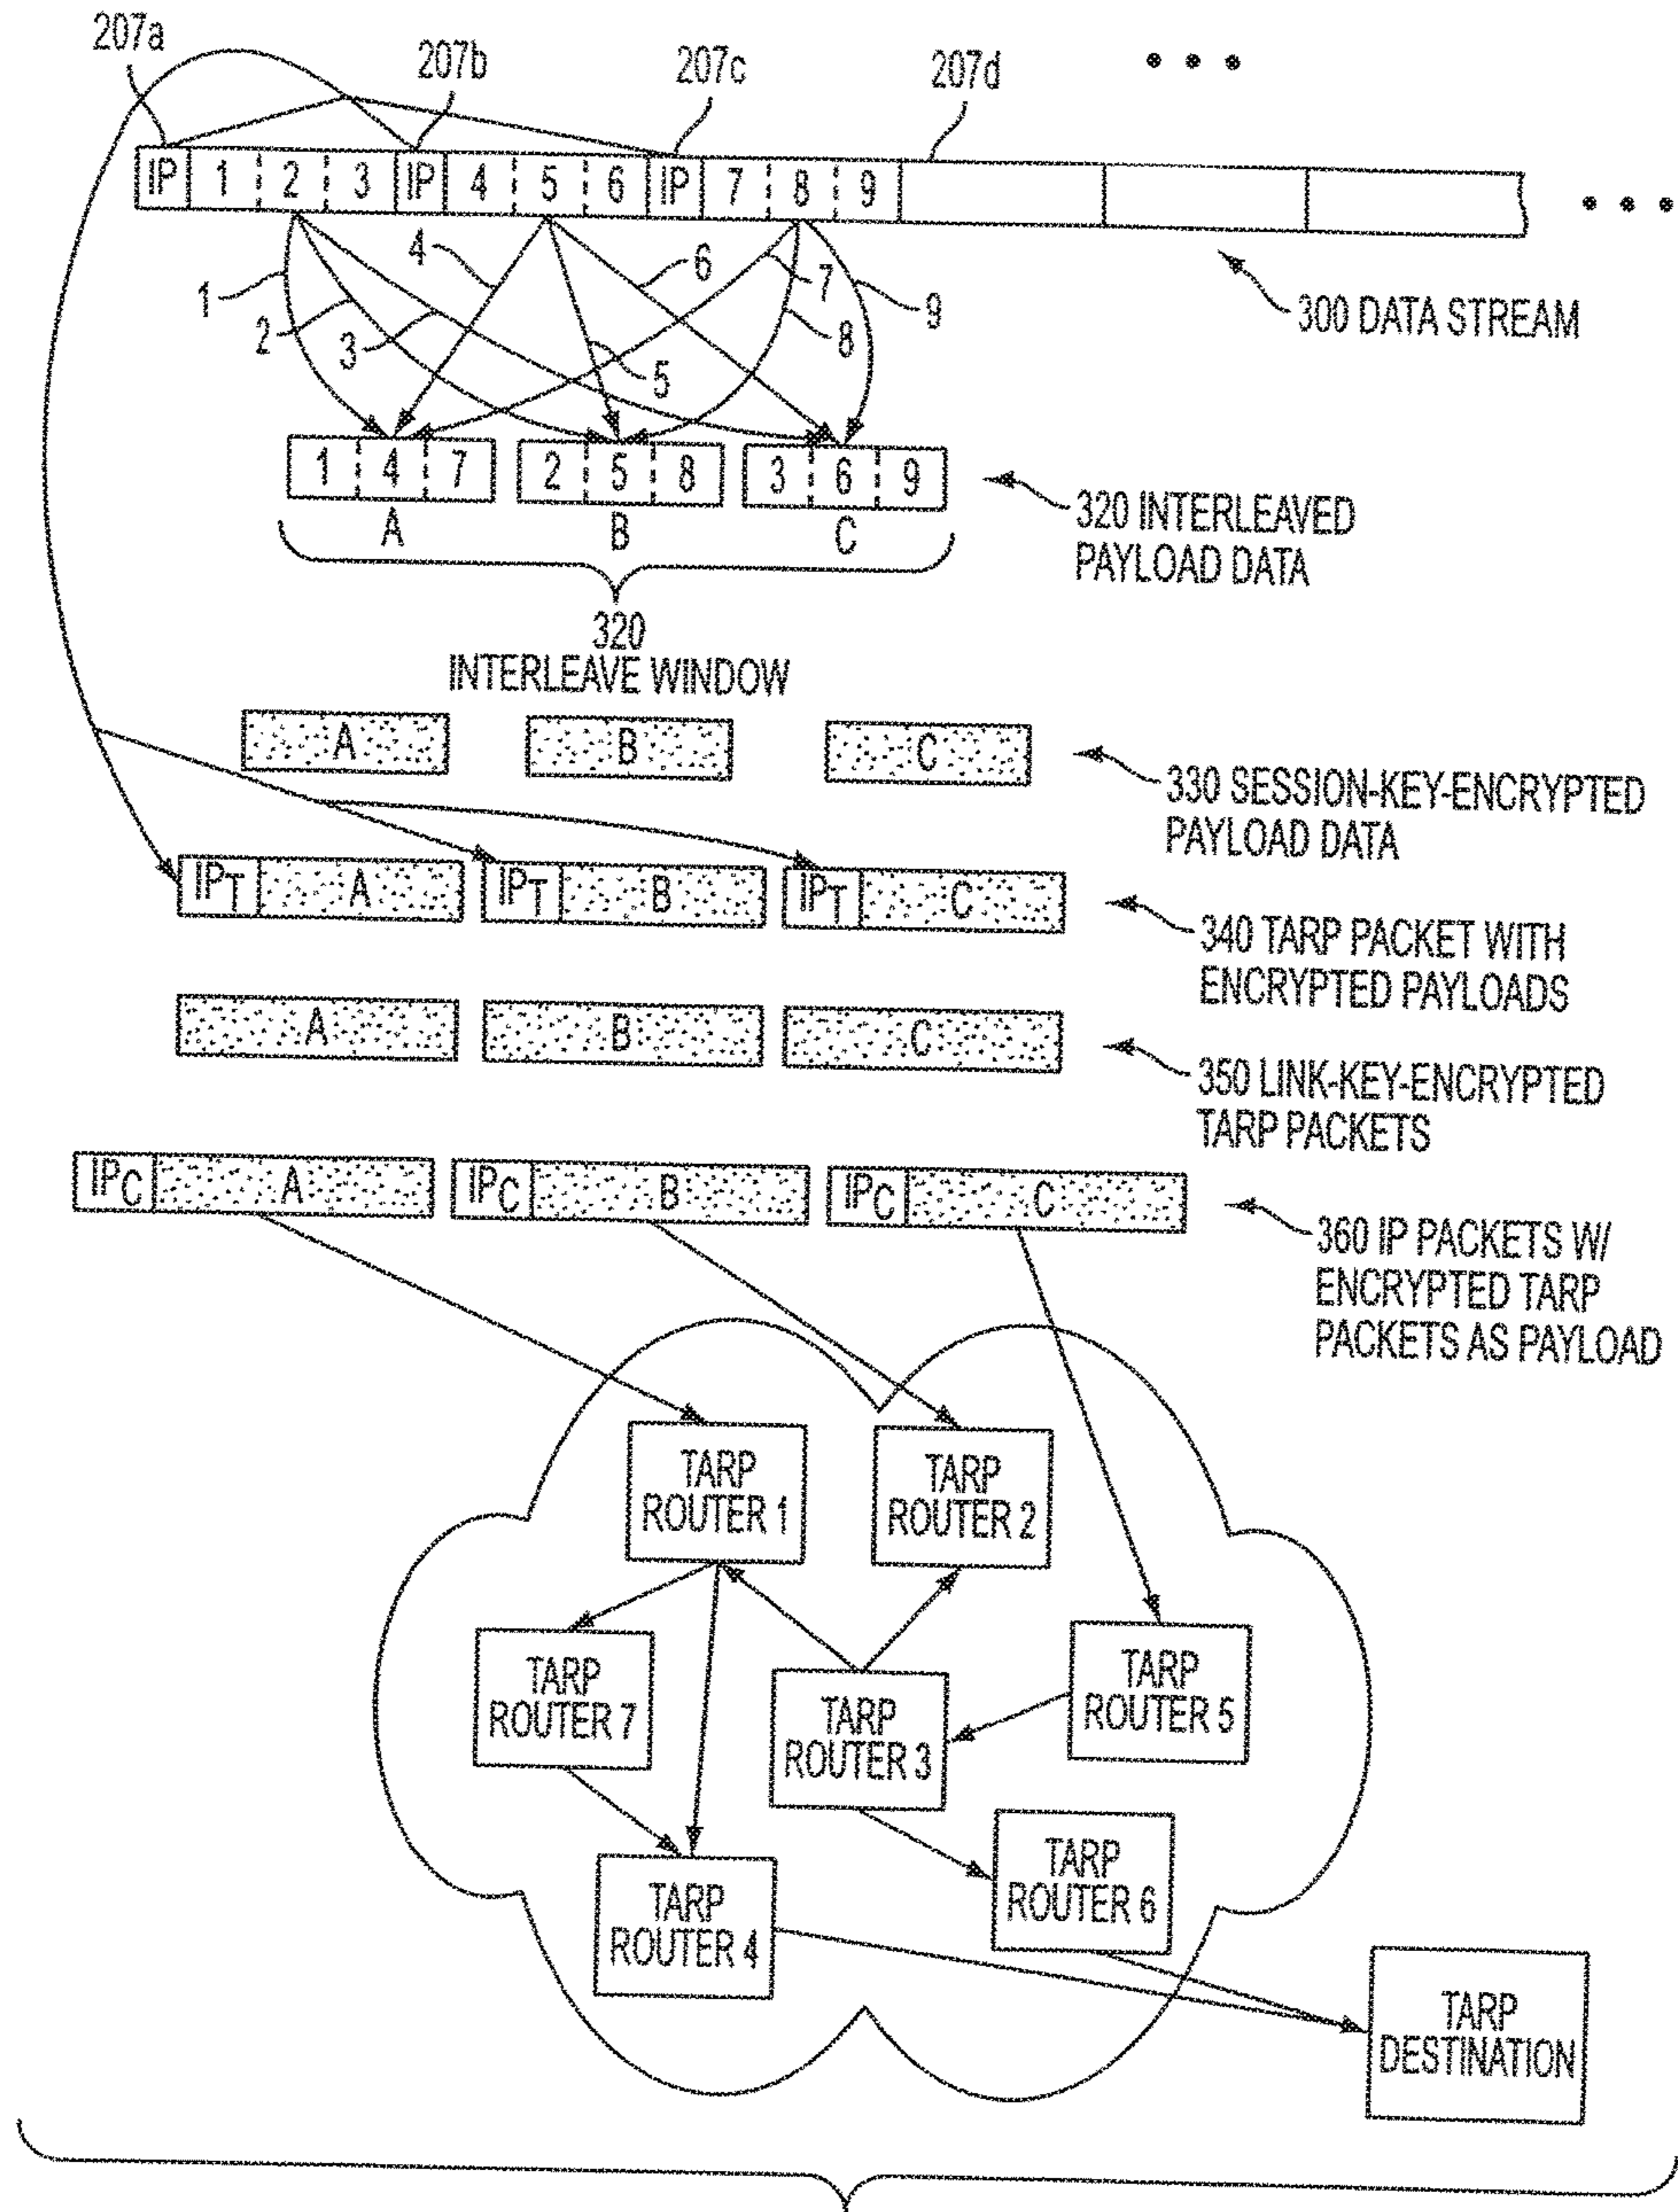 207a 207b 207c 207d
IP 1 2 3 IP 4 5 6 IP 7 8 9
1 2 3 4 5 6 7 8 9
300 DATA STREAM
1 4 7 2 5 8 3 6 9
A B C
320 INTERLEAVED
PAYLOAD DATA
320
INTERLEAVE WINDOW
A B C
330 SESSION-KEY-ENCRYPTED
PAYLOAD DATA
IPT A IPT B IPT C
340 TARP PACKET WITH
ENCRYPTED PAYLOADS
A B C
350 LINK-KEY-ENCRYPTED
TARP PACKETS
IPC A IPC B IPC C
360 IP PACKETS W/
ENCRYPTED TARP
PACKETS AS PAYLOAD
TARP
ROUTER 1
TARP
ROUTER 2
TARP
ROUTER 7
TARP
ROUTER 3
TARP
ROUTER 5
TARP
ROUTER 4
TARP
ROUTER 6
TARP
DESTINATION